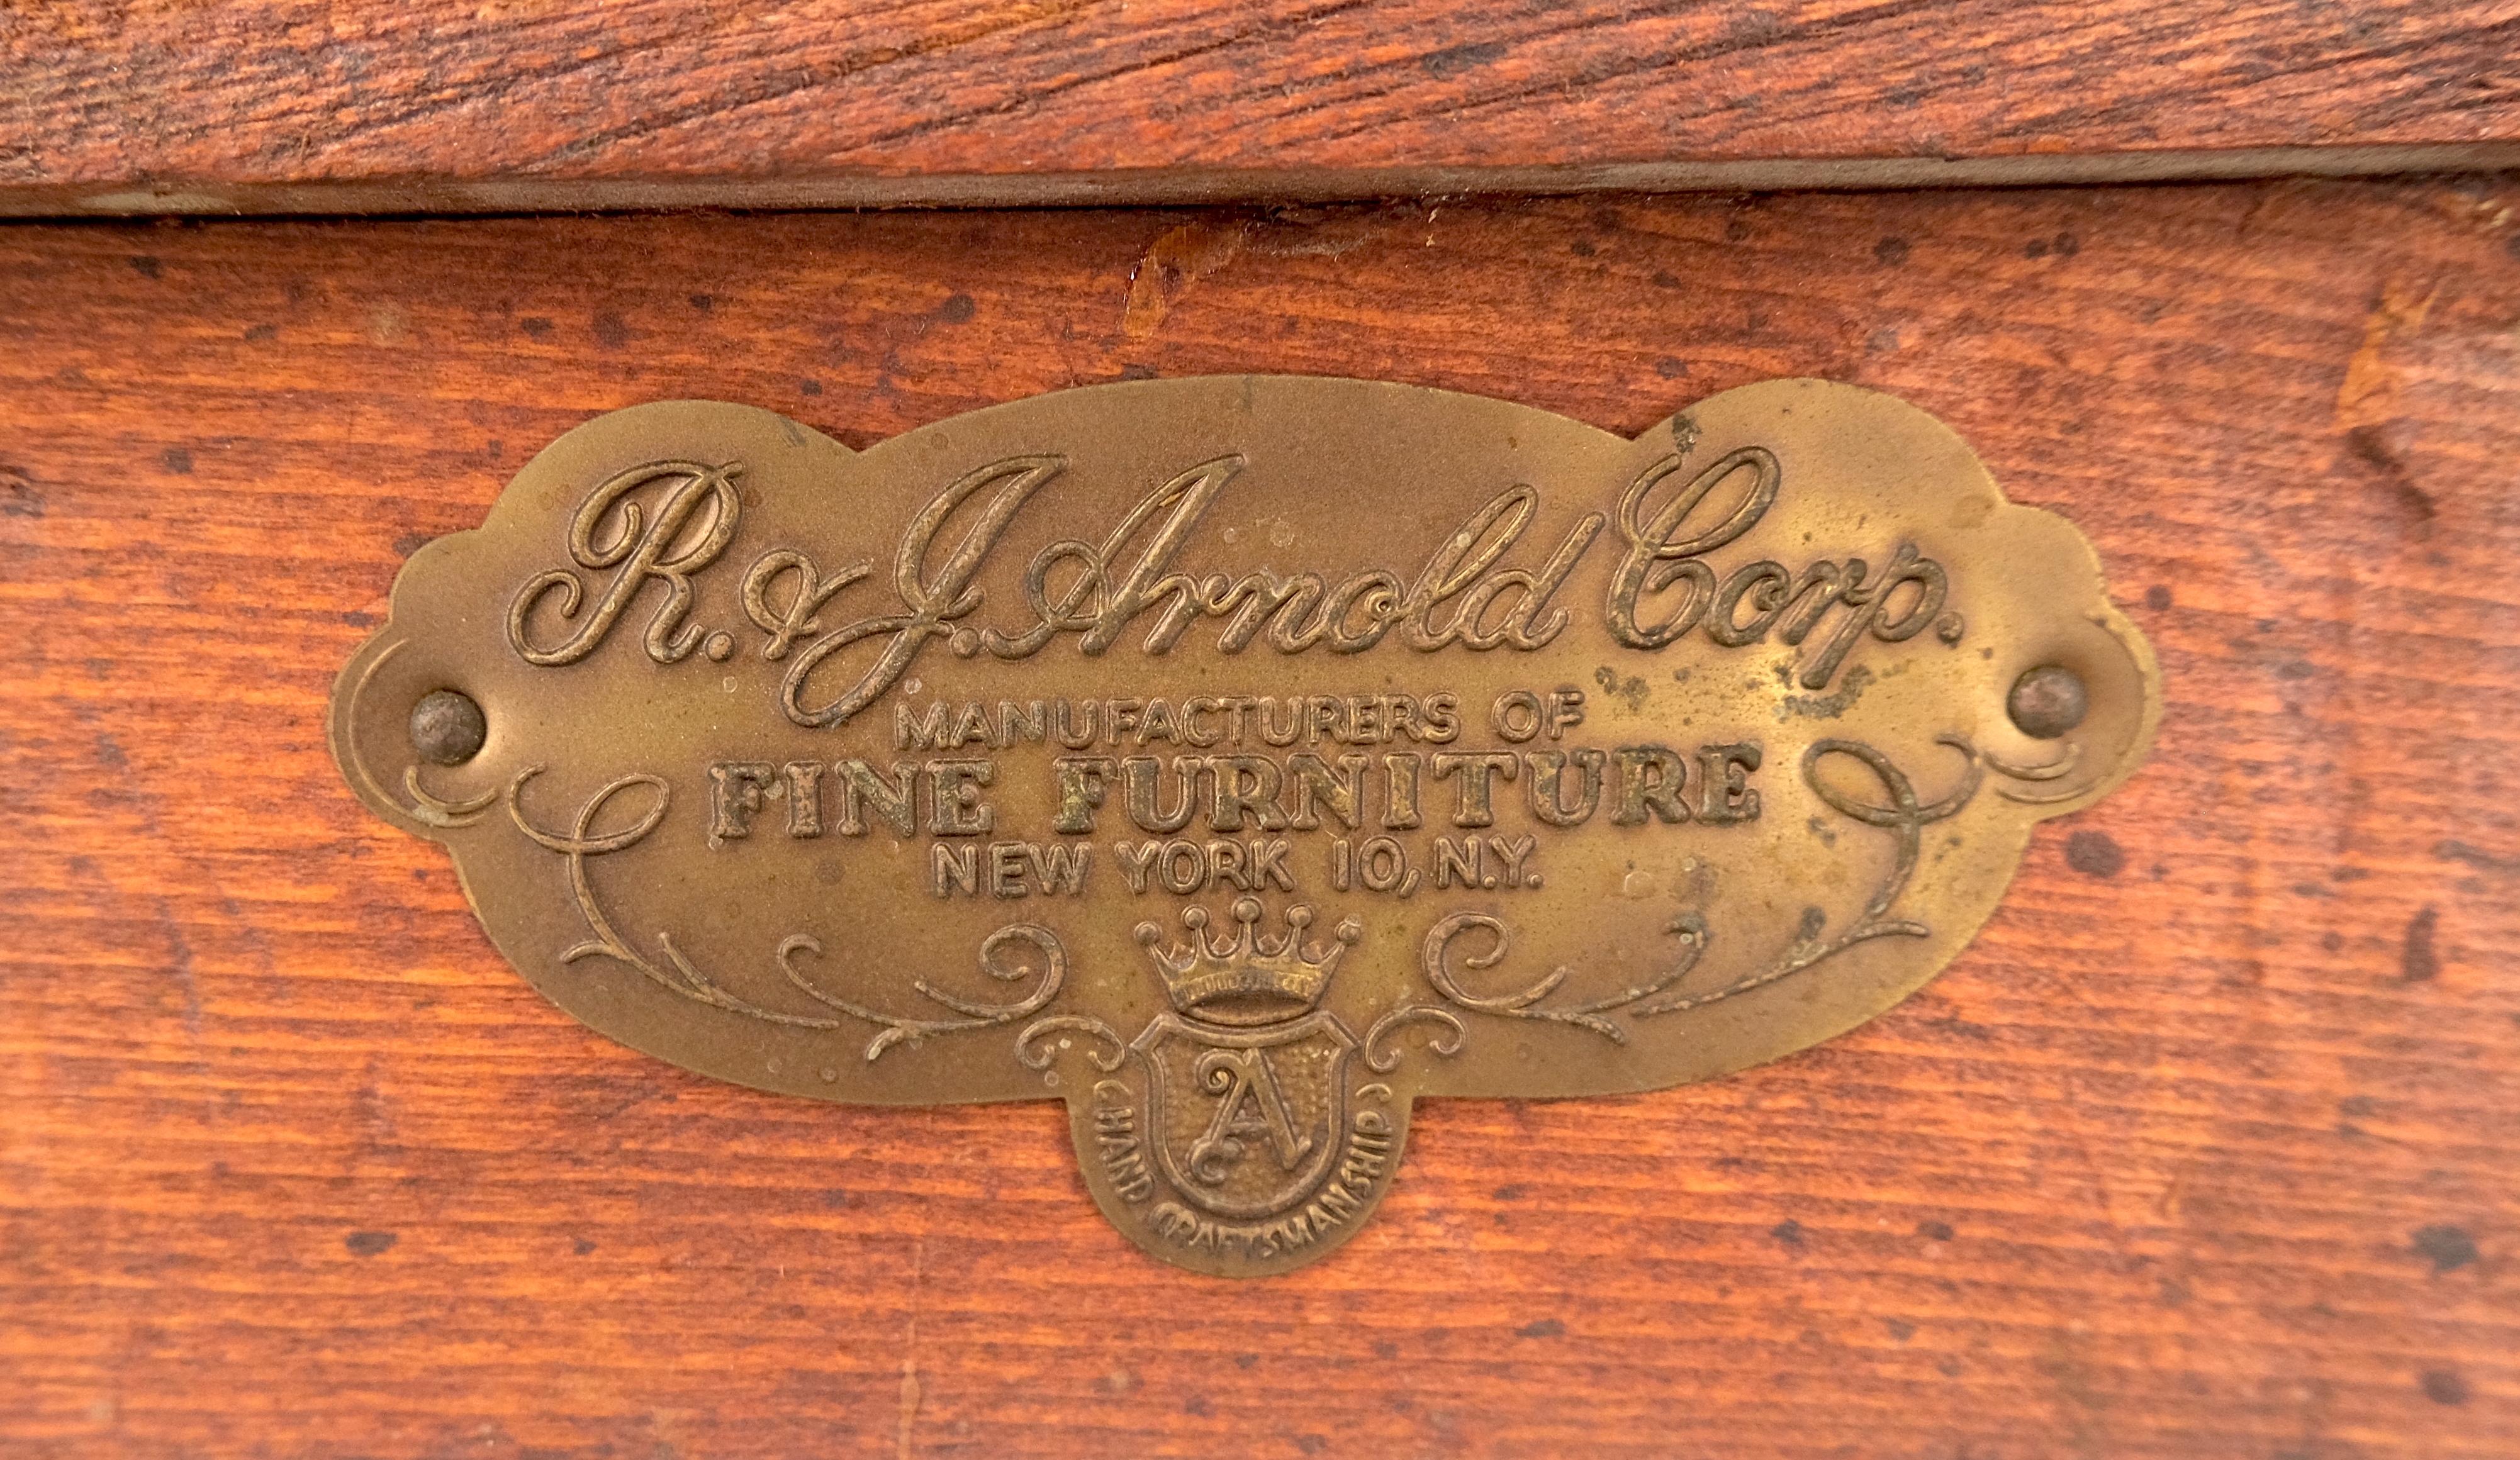 R. & J. Arnold Corp.
MANUFACTURERS OF
FINE FURNITURE
NEW YORK 10, N.Y.
A
HAND CRAFTSMANSHIP